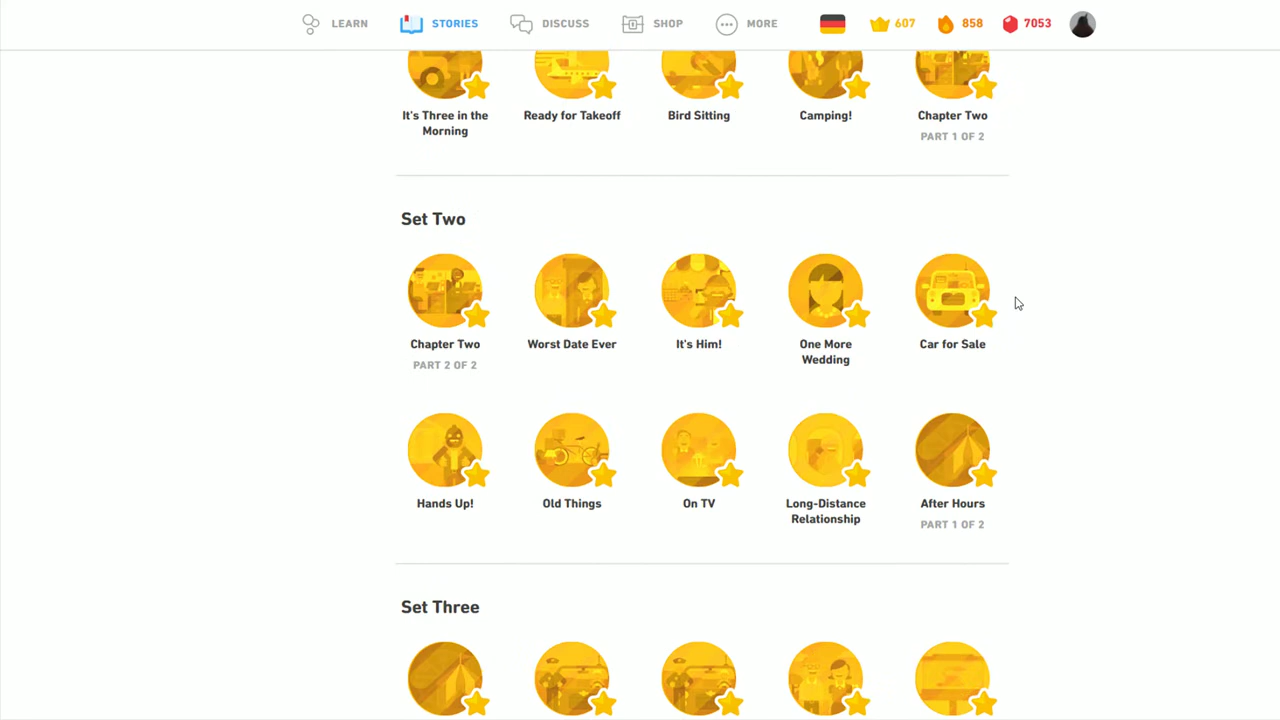 LEARN STORIES DISCUSS SHOP MORE 607 858 7053
It's Three in the Morning
Ready for Takeoff
Bird Sitting
Camping!
Chapter Two
PART 1 OF 2
Set Two
Chapter Two
PART 2 OF 2
Worst Date Ever
It's Him!
One More
Wedding
Car for Sale
Hands Up!
Old Things
On TV
Long-Distance
Relationship
After Hours
PART 1 OF 2
Set Three